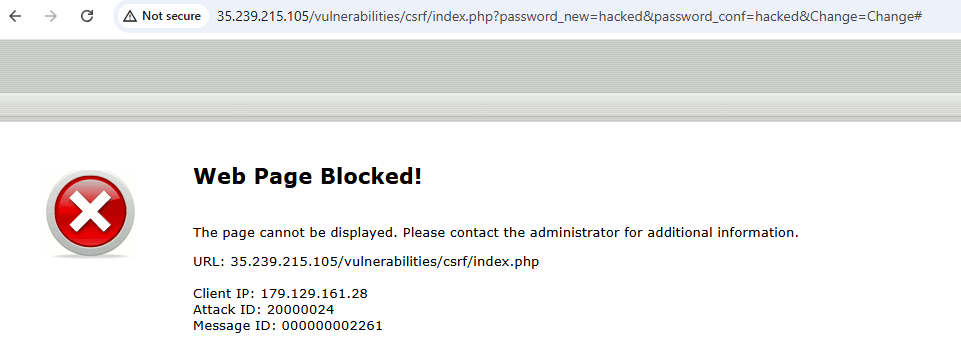 Not secure 35.239.215.105/vulnerabilities/csrf/index.php?password_new=hacked&password_conf=hacked&Change=Change#
Web Page Blocked!
The page cannot be displayed. Please contact the administrator for additional information.
URL: 35.239.215.105/vulnerabilities/csrf/index.php
Client IP: 179.129.161.28
Attack ID: 20000024
Message ID: 000000002261